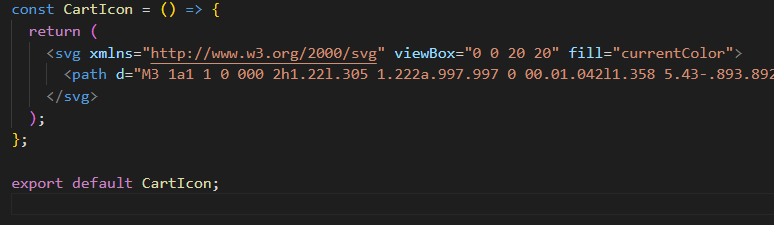 const CartIcon = () => {
return (
<svg xmlns="http://www.w3.org/2000/svg" viewBox="0 0 20 20" fill="currentColor">
<path d="M3 1a1 1 0 000 2h1.22l.305 1.222a.997.997 0 00.01.042l1.358 5.43-.893.892
</svg>
);
};
export default CartIcon;